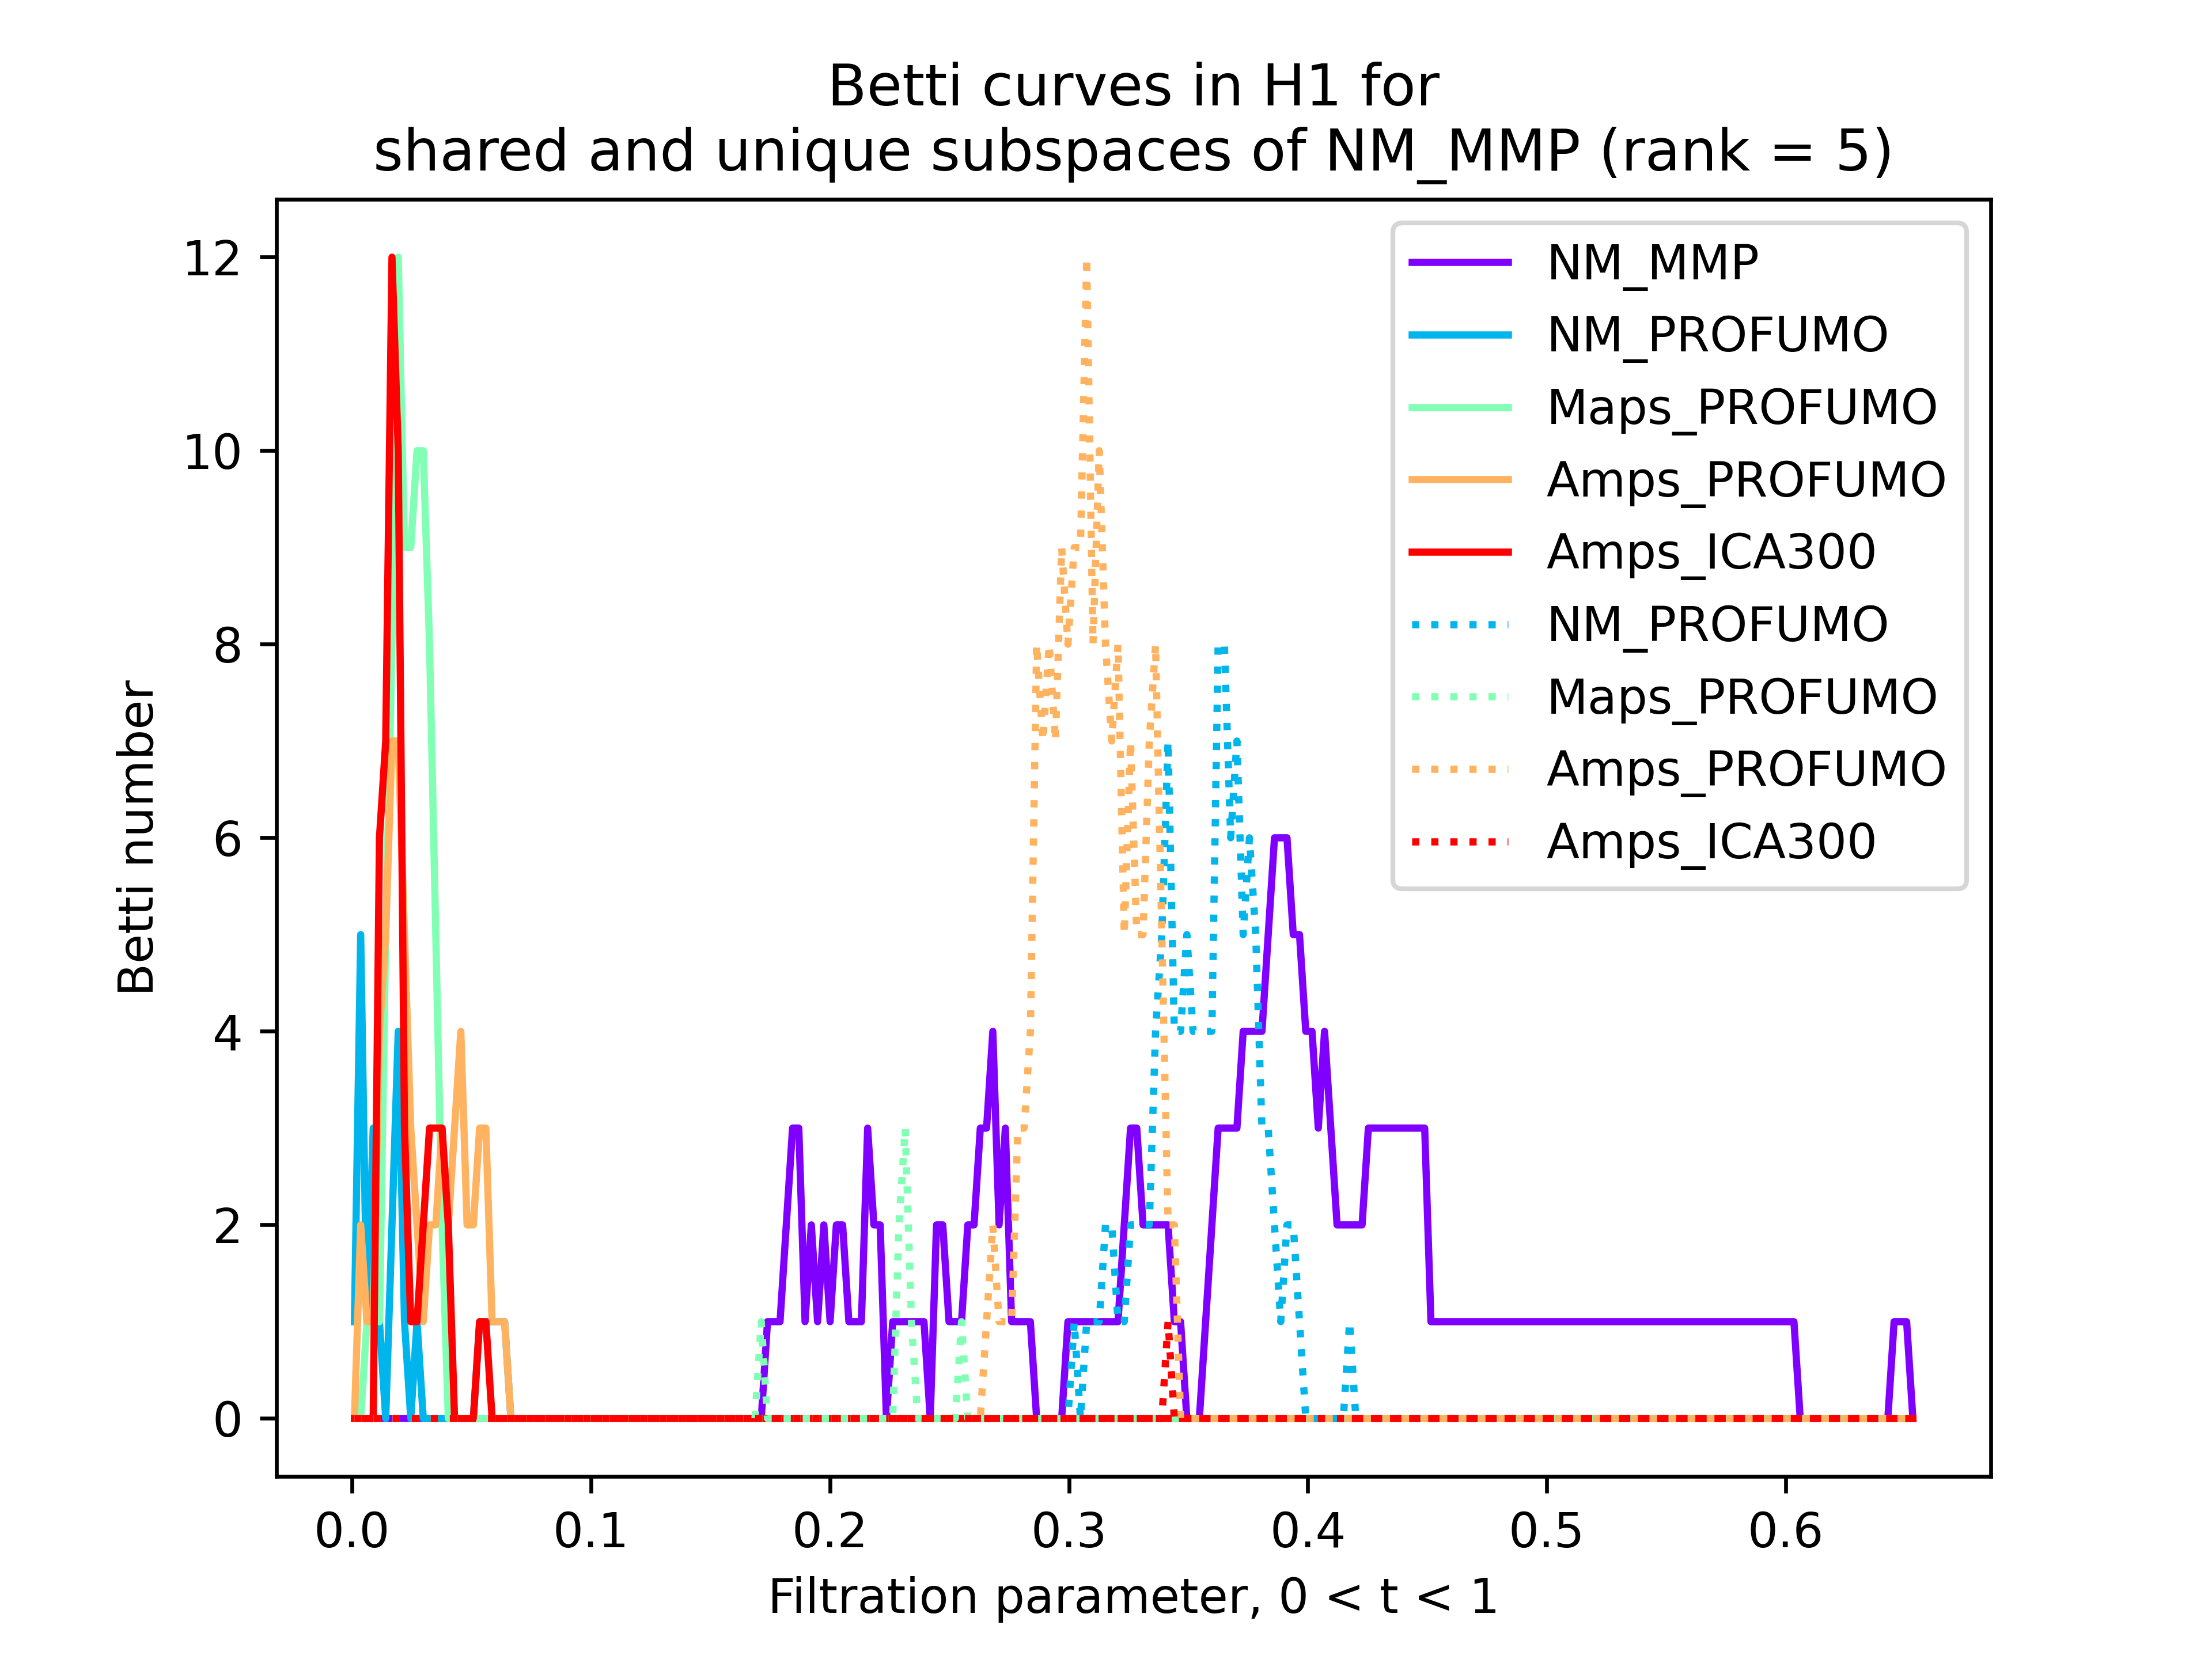 Betti curves in H1 for
shared and unique subspaces of NM_MMP (rank = 5)
12
10
8
6
4
2
0
Betti number
NM_MMP
NM_PROFUMO
Maps_PROFUMO
Amps_PROFUMO
Amps_ICA300
NM_PROFUMO
Maps_PROFUMO
Amps_PROFUMO
Amps_ICA300
0.0 0.1 0.2 0.3 0.4 0.5 0.6
Filtration parameter, 0 < t < 1